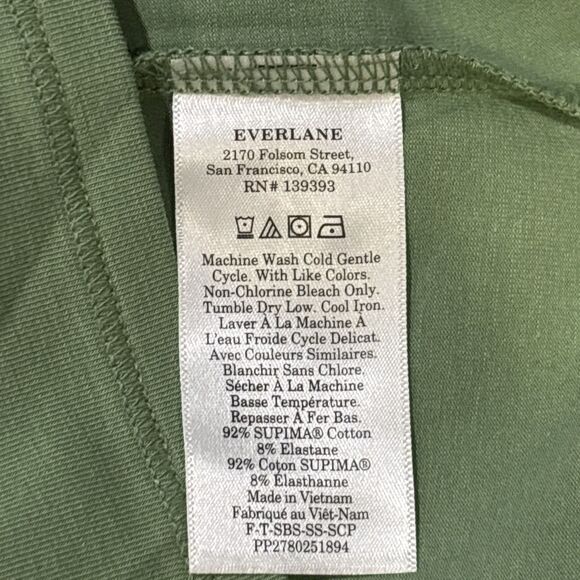 EVERLANE
2170 Folsom Street,
San Francisco, CA 94110
RN# 139393
Machine Wash Cold Gentle
Cycle. With Like Colors.
Non-Chlorine Bleach Only.
Tumble Dry Low. Cool Iron.
Laver À La Machine À
L'eau Froide Cycle Delicat.
Avec Couleurs Similaires.
Blanchir Sans Chlore.
Sécher À La Machine
Basse Température.
Repasser À Fer Bas.
92% SUPIMA® Cotton
8% Elastane
92% Coton SUPIMA®
8% Élasthanne
Made in Vietnam
Fabriqué au Viêt-Nam
F-T-SBS-SS-SCP
PP2780251894